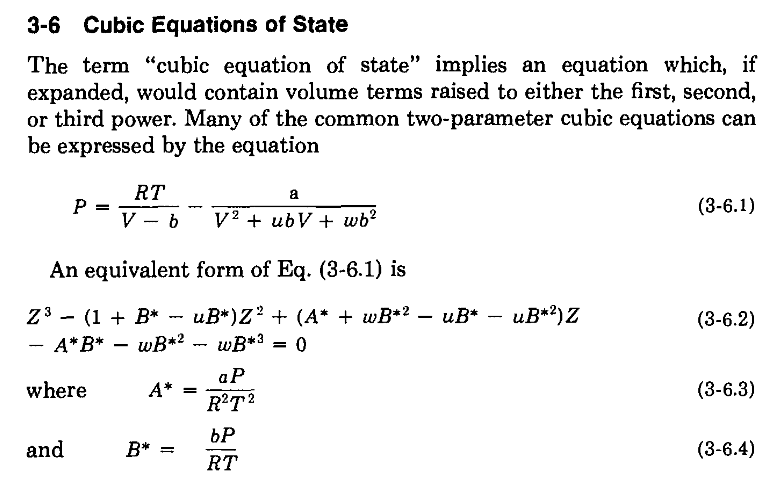 3-6 Cubic Equations of State
The term “cubic equation of state” implies an equation which, if
expanded, would contain volume terms raised to either the first, second,
or third power. Many of the common two-parameter cubic equations can
be expressed by the equation
P = RT / (V − b) − a / (V² + ubV + wb²) (3-6.1)
An equivalent form of Eq. (3-6.1) is
Z³ − (1 + B* − uB*)Z² + (A* + wB*² − uB* − uB*²)Z (3-6.2)
− A*B* − wB*² − wB*³ = 0
where A* = aP / R²T² (3-6.3)
and B* = bP / RT (3-6.4)